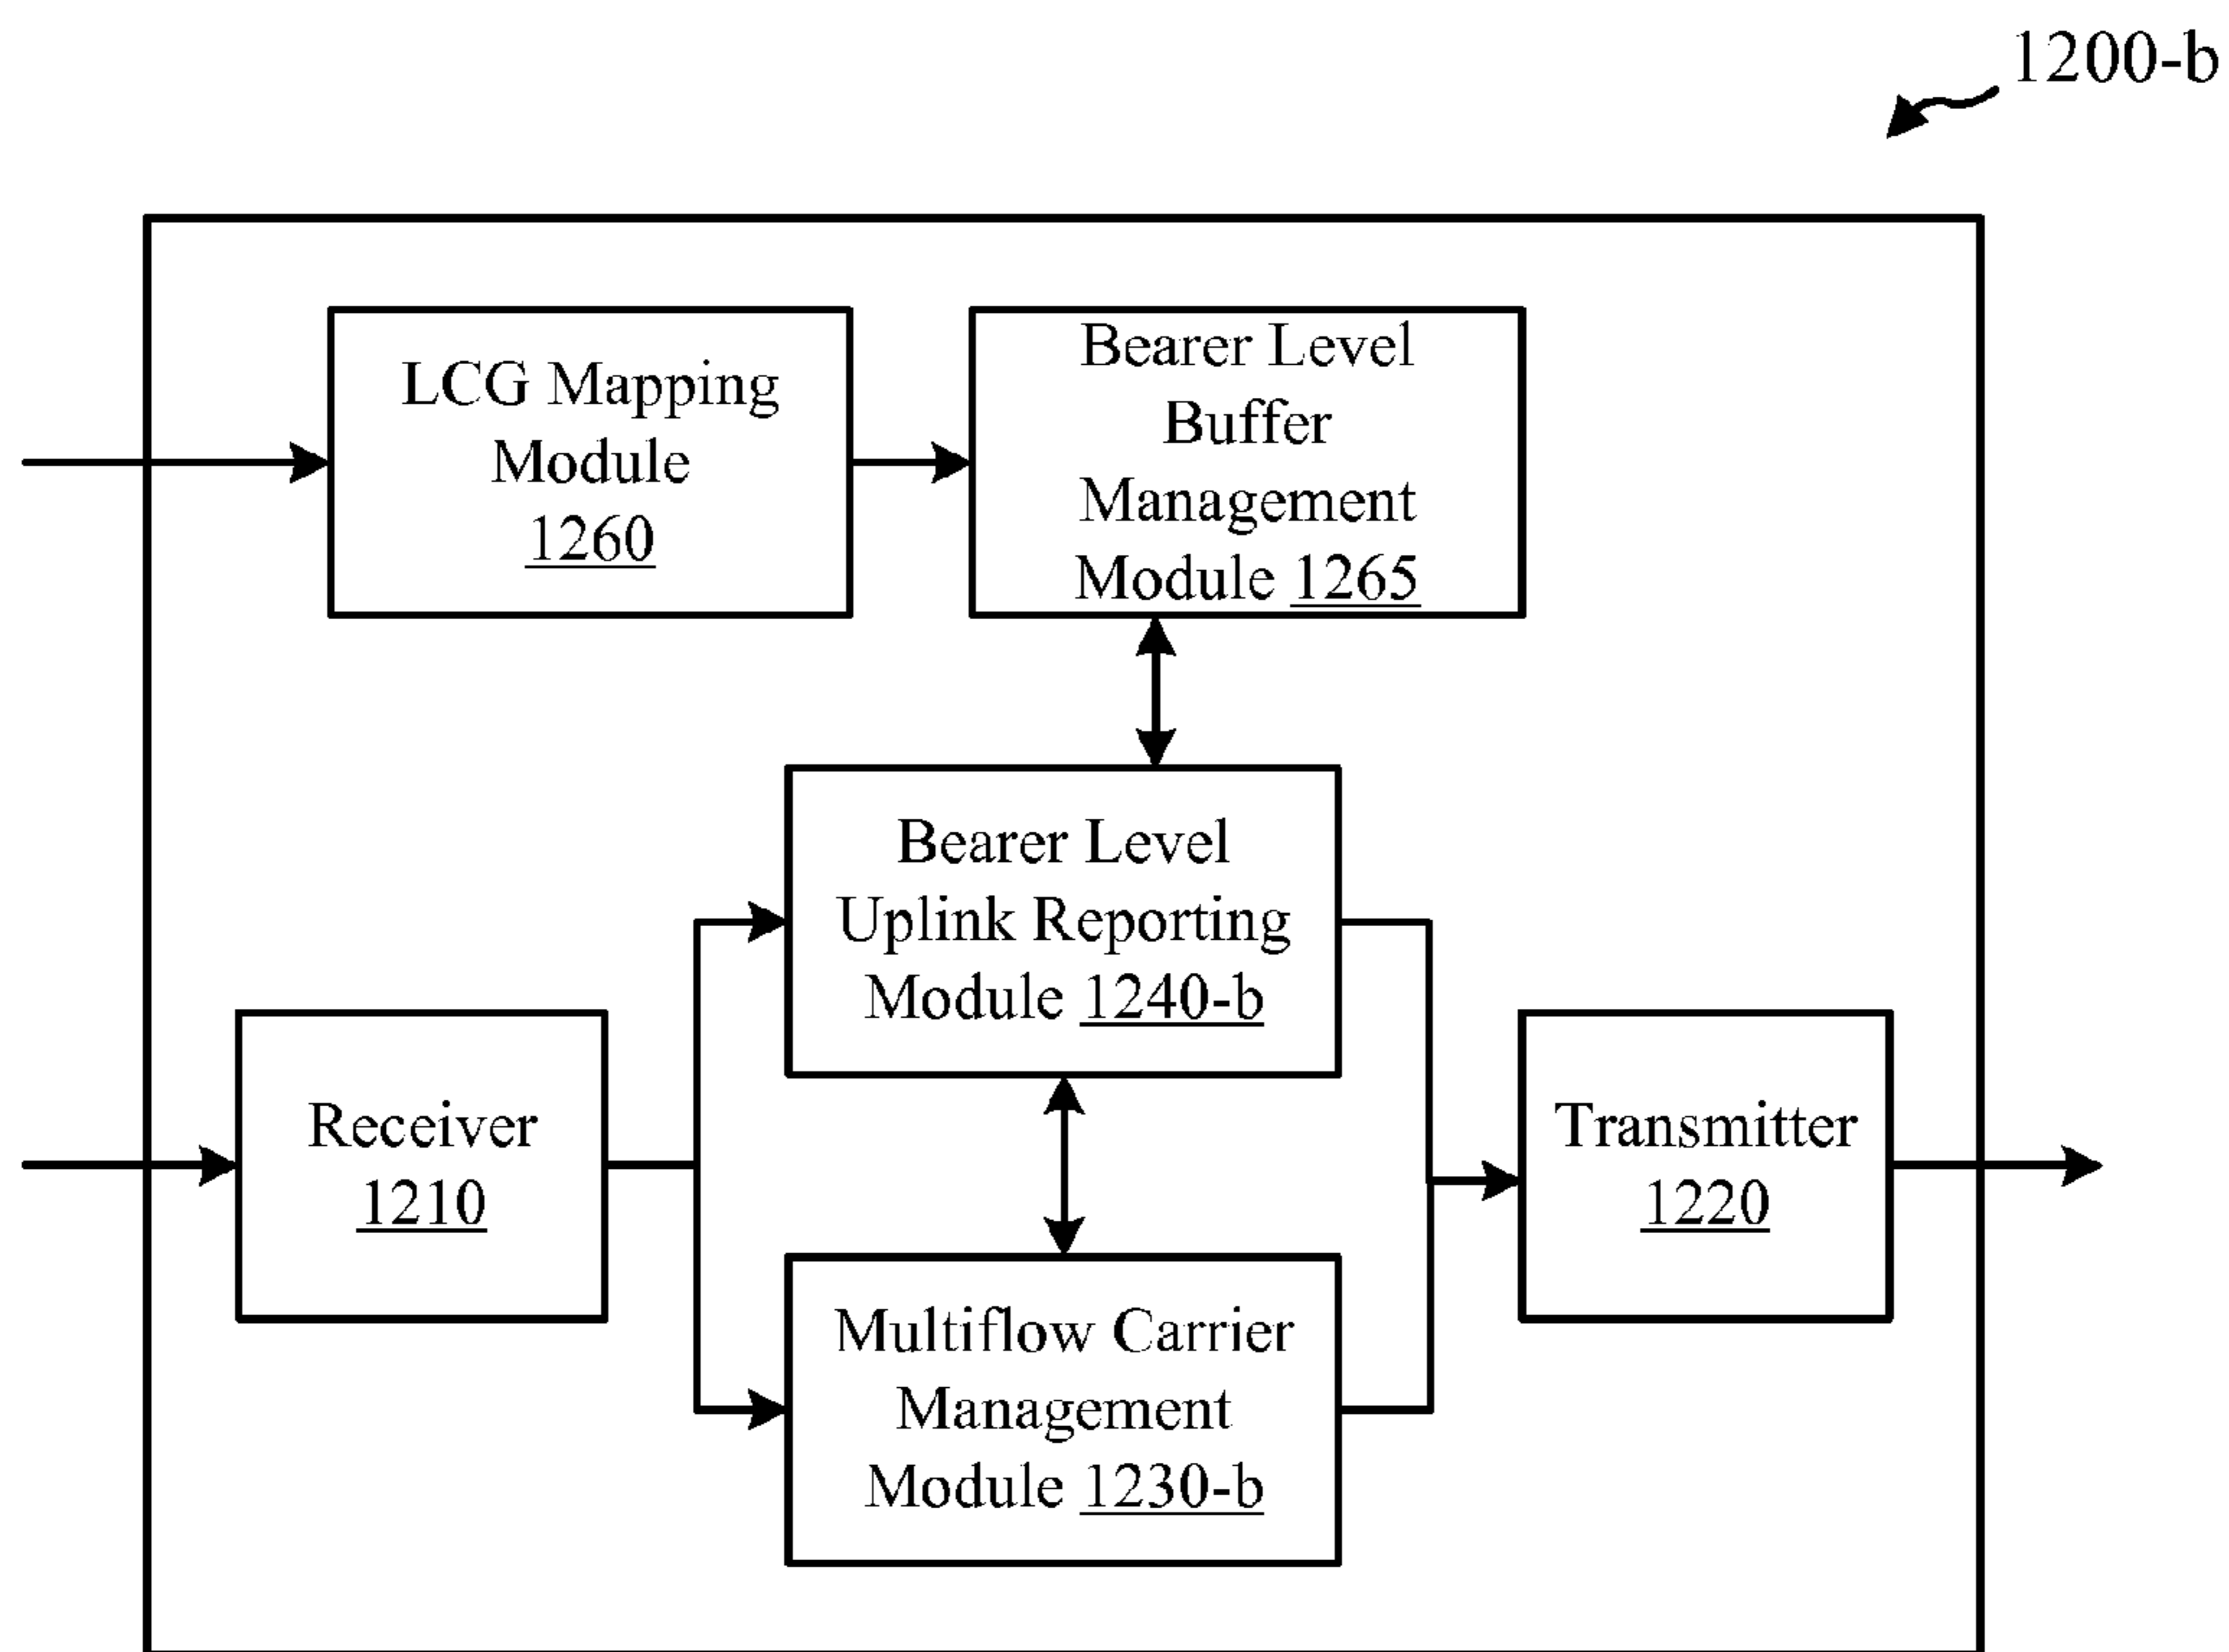 1200-b
LCG Mapping
Module
1260
Bearer Level
Buffer
Management
Module 1265
Bearer Level
Uplink Reporting
Module 1240-b
Receiver
1210
Transmitter
1220
Multiflow Carrier
Management
Module 1230-b